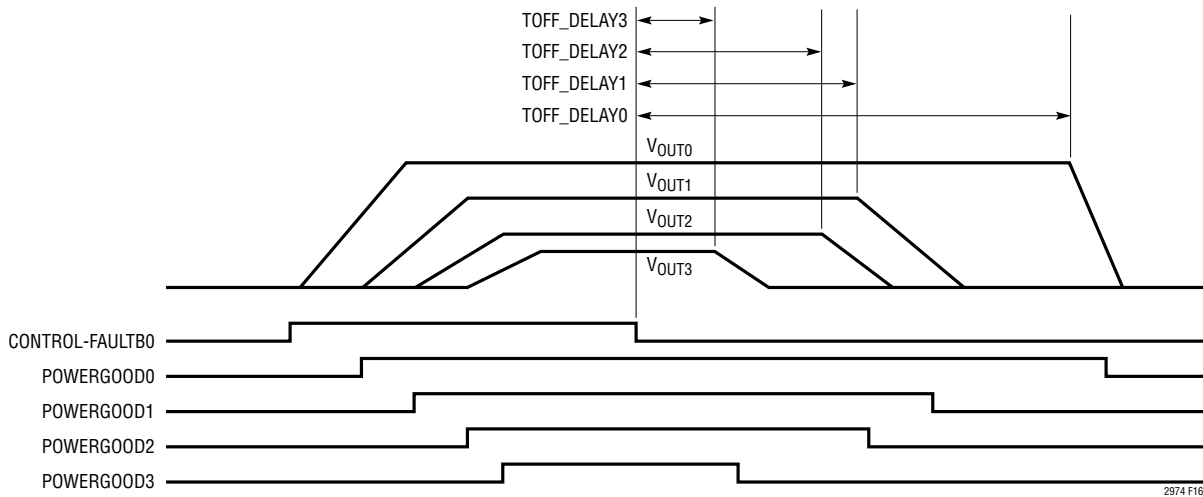 TOFF_DELAY3
TOFF_DELAY2
TOFF_DELAY1
TOFF_DELAY0
VOUT0
VOUT1
VOUT2
VOUT3
CONTROL-FAULTB0
POWERGOOD0
POWERGOOD1
POWERGOOD2
POWERGOOD3
2974 F16